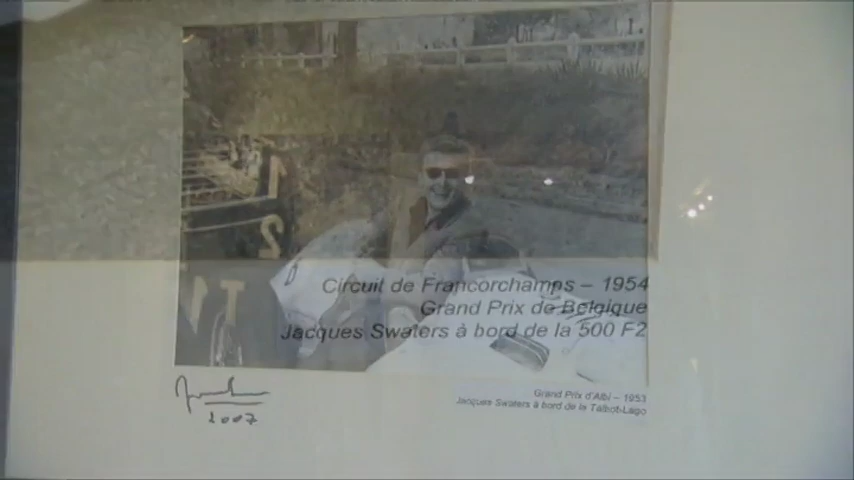 12
Circuit de Francorchamps – 1954
Grand Prix de Belgique
Jacques Swaters à bord de la 500 F2
Grand Prix d'Albi – 1953
Jacques Swaters à bord de la Talbot-Lago
2007